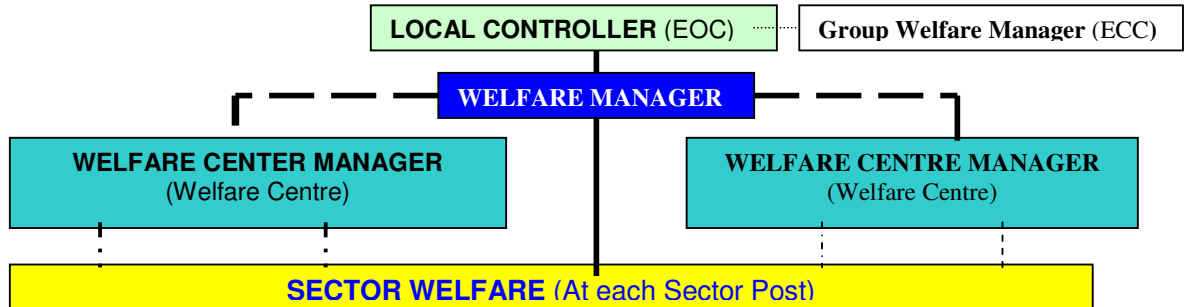 LOCAL CONTROLLER (EOC)
Group Welfare Manager (ECC)
WELFARE MANAGER
WELFARE CENTER MANAGER
(Welfare Centre)
WELFARE CENTRE MANAGER
(Welfare Centre)
SECTOR WELFARE (At each Sector Post)